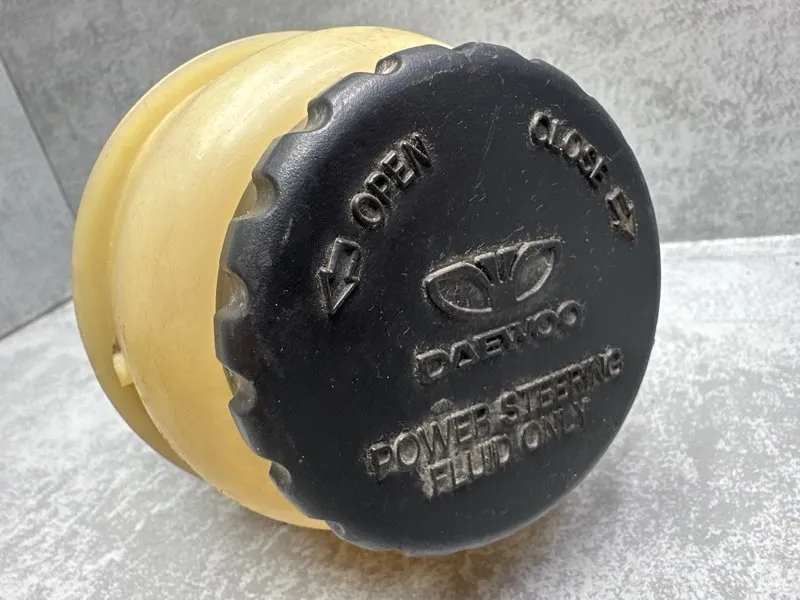 OPEN
CLOSE
DAEWOO
POWER STEERING
FLUID ONLY